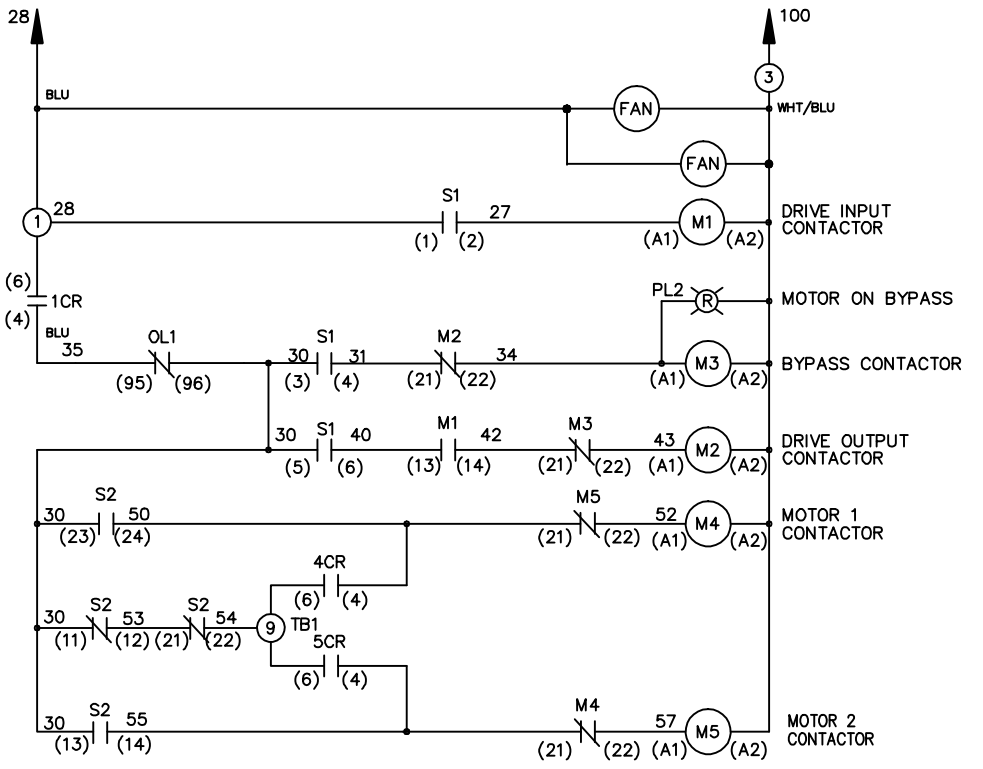 28
100
3
BLU
FAN
WHT/BLU
FAN
1
28
S1
27
(1) (2)
M1
(A1) (A2)
DRIVE INPUT
CONTACTOR
(6)
1CR
(4)
PL2
R
MOTOR ON BYPASS
BLU
35
OL1
(95) (96)
30
S1
31
(3) (4)
M2
(21) (22)
34
M3
(A1) (A2)
BYPASS CONTACTOR
30
S1
40
(5) (6)
M1
42
(13) (14)
M3
(21) (22)
43
M2
(A1) (A2)
DRIVE OUTPUT
CONTACTOR
30
S2
50
(23) (24)
M5
(21) (22)
52
M4
(A1) (A2)
MOTOR 1
CONTACTOR
4CR
(6) (4)
30
S2
53
(11) (12)
S2
54
(21) (22)
9
TB1
5CR
(6) (4)
30
S2
55
(13) (14)
M4
(21) (22)
57
M5
(A1) (A2)
MOTOR 2
CONTACTOR